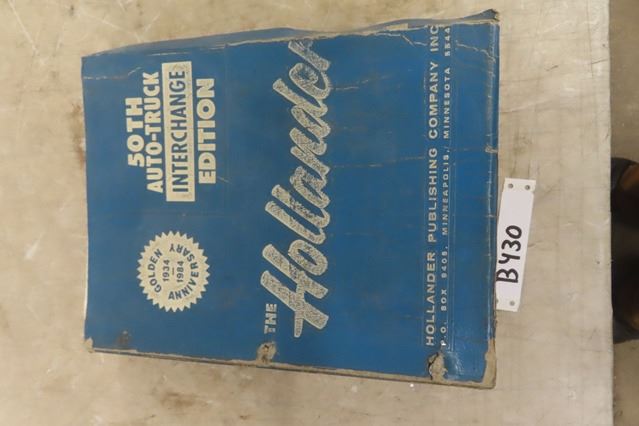 50TH
AUTO-TRUCK
INTERCHANGE
EDITION
GOLDEN ANNIVERSARY
1934
1984
THE Hollander
HOLLANDER PUBLISHING COMPANY INC
P.O. BOX 9405, MINNEAPOLIS, MINNESOTA 5544
B430